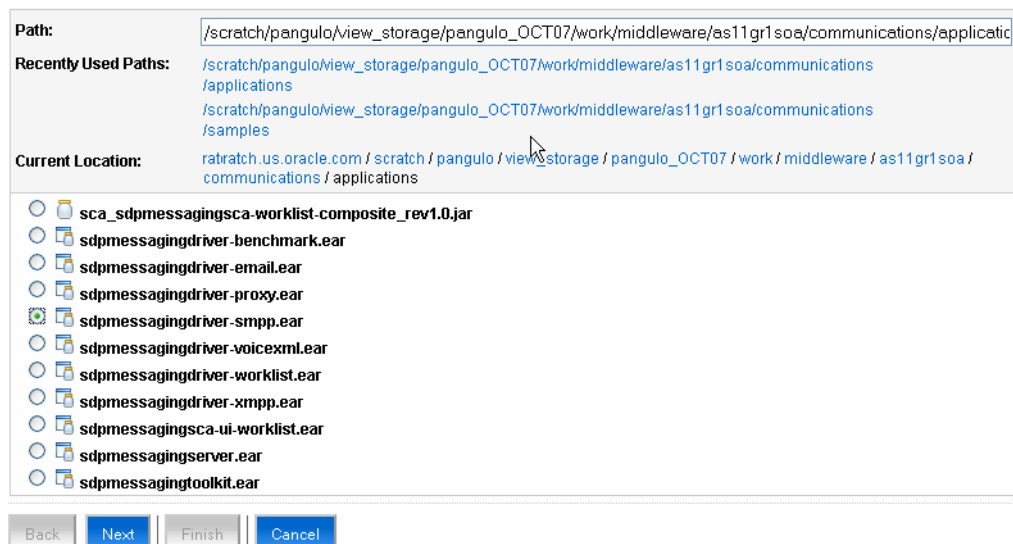 Path: /scratch/pangulo/view_storage/pangulo_OCT07/work/middleware/as11gr1soa/communications/applicatic
Recently Used Paths: /scratch/pangulo/view_storage/pangulo_OCT07/work/middleware/as11gr1soa/communications
/applications
/scratch/pangulo/view_storage/pangulo_OCT07/work/middleware/as11gr1soa/communications
/samples
Current Location: ratratch.us.oracle.com / scratch / pangulo / view_storage / pangulo_OCT07 / work / middleware / as11gr1soa /
communications / applications
sca_sdpmessagingsca-worklist-composite_rev1.0.jar
sdpmessagingdriver-benchmark.ear
sdpmessagingdriver-email.ear
sdpmessagingdriver-proxy.ear
sdpmessagingdriver-smpp.ear
sdpmessagingdriver-voicexml.ear
sdpmessagingdriver-worklist.ear
sdpmessagingdriver-xmpp.ear
sdpmessagingsca-ui-worklist.ear
sdpmessagingserver.ear
sdpmessagingtoolkit.ear
Back Next Finish Cancel